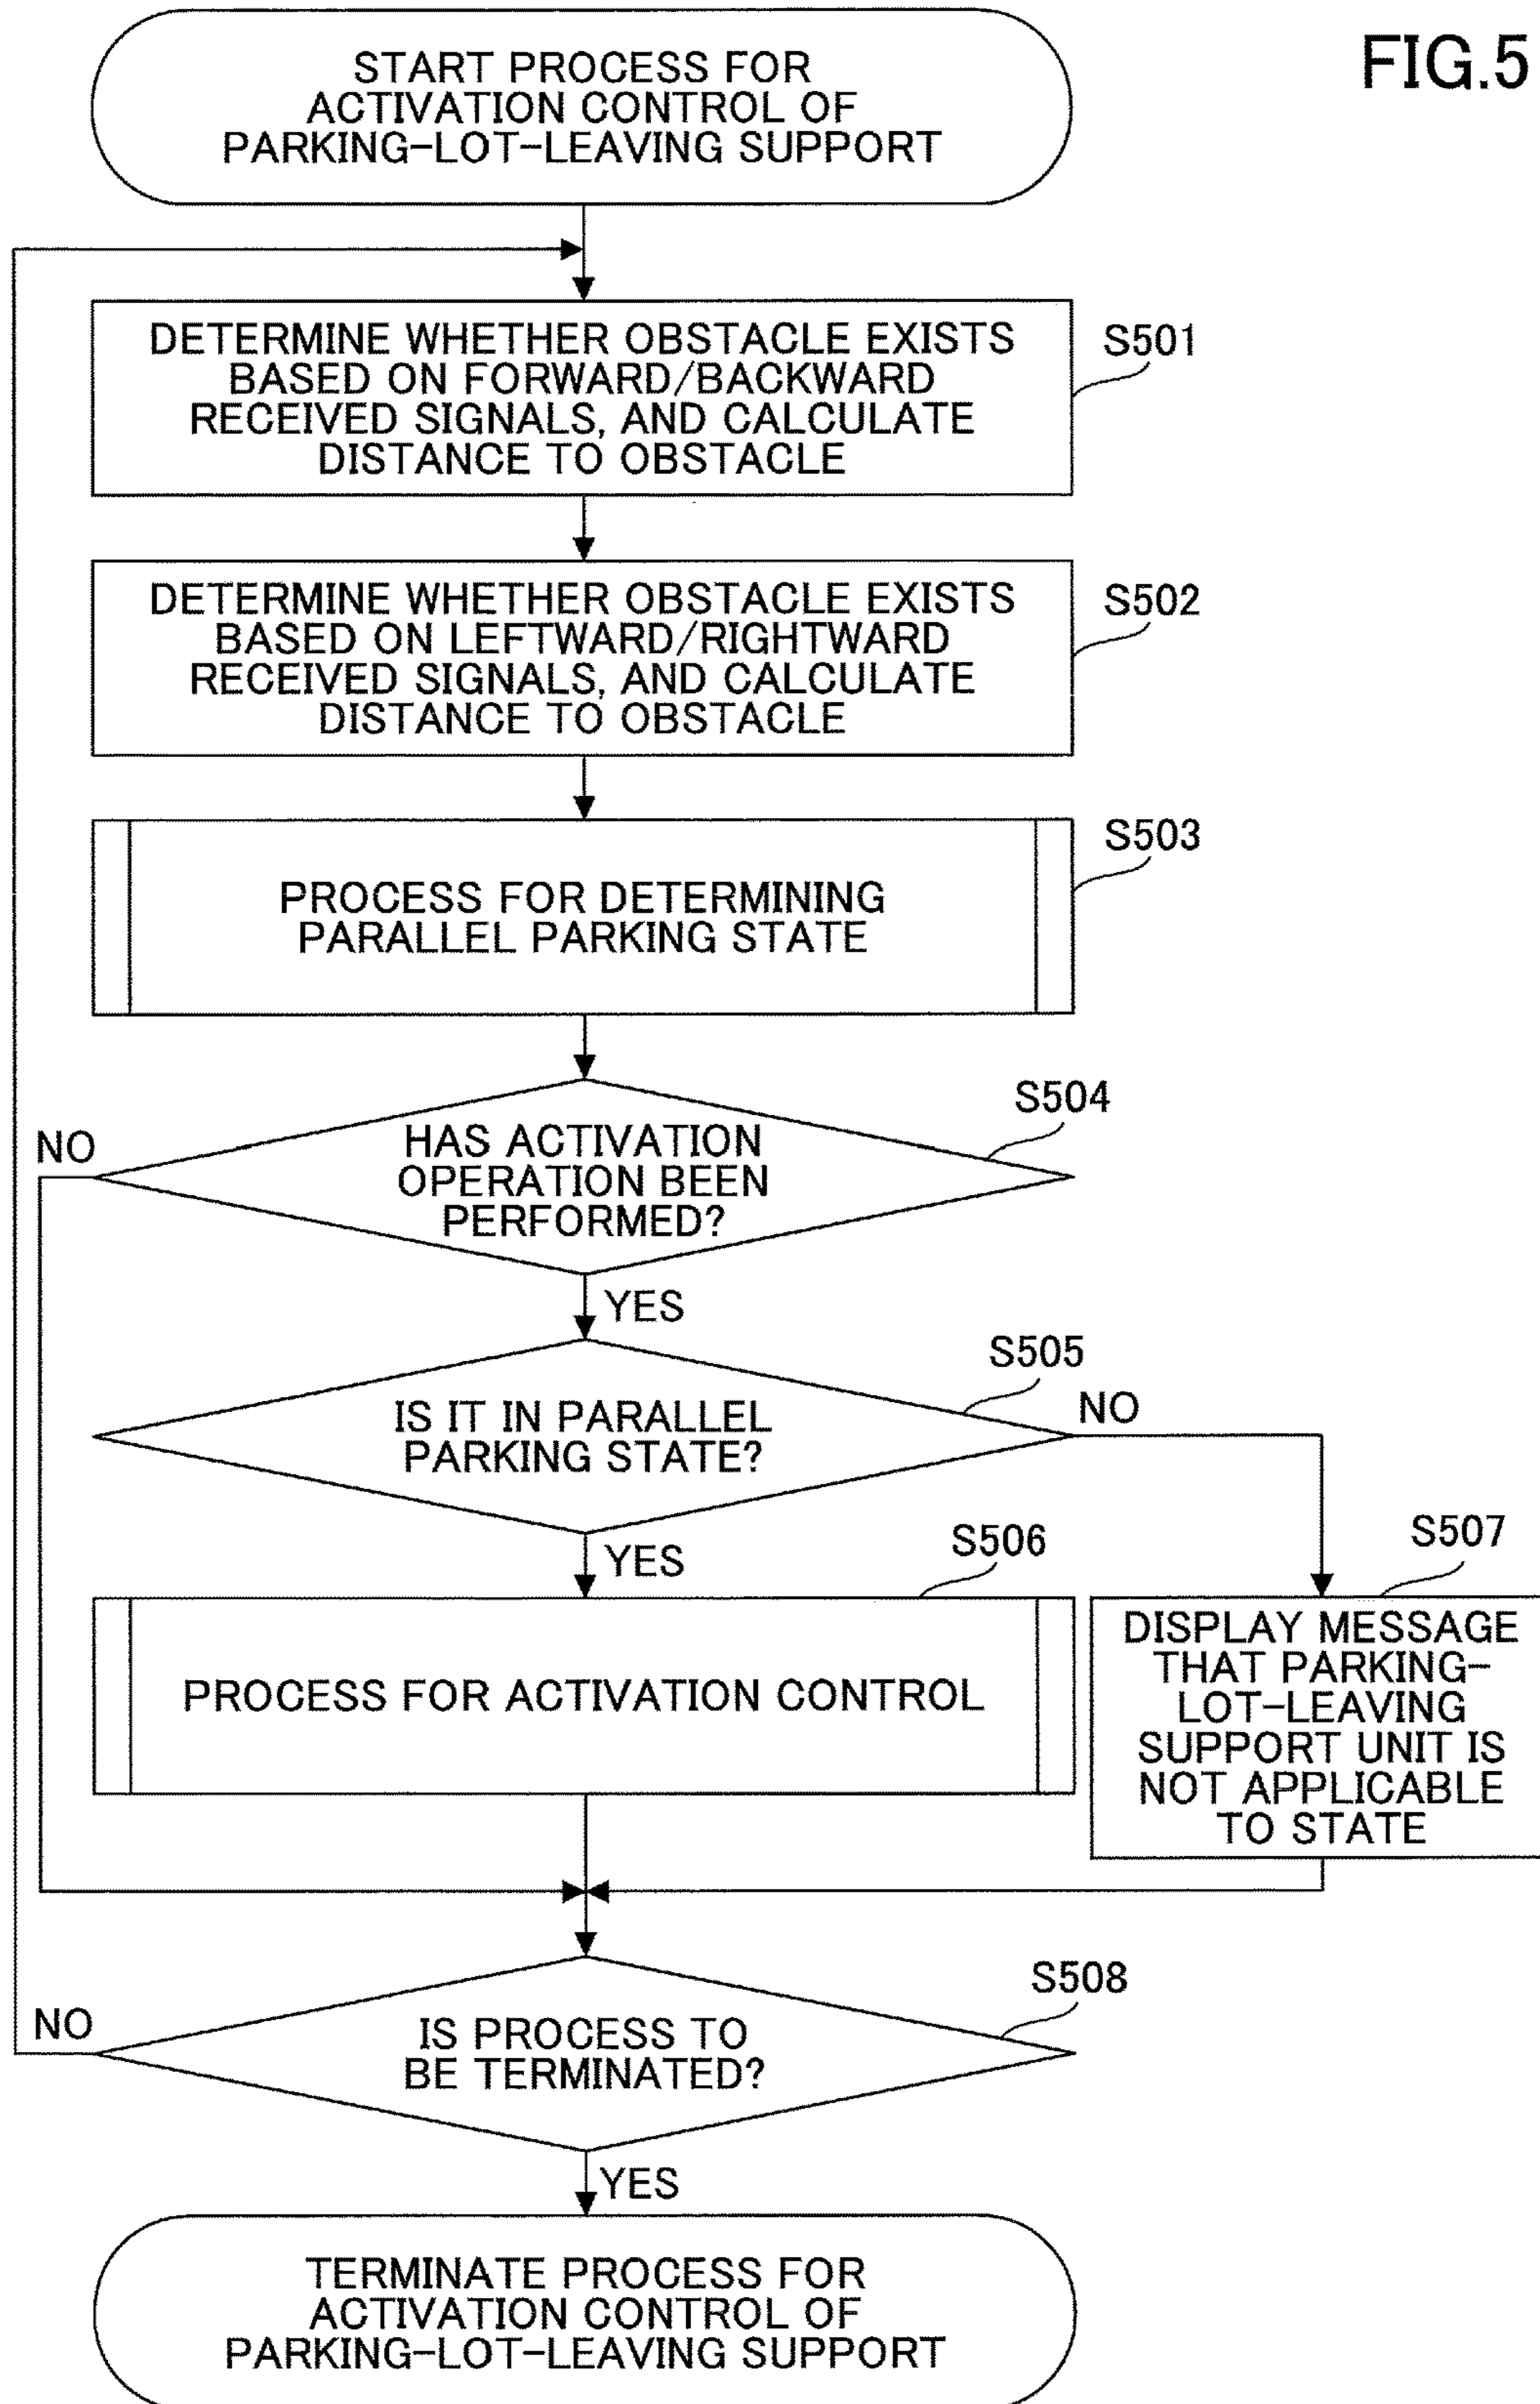 FIG.5
START PROCESS FOR
ACTIVATION CONTROL OF
PARKING-LOT-LEAVING SUPPORT
DETERMINE WHETHER OBSTACLE EXISTS
BASED ON FORWARD/BACKWARD
RECEIVED SIGNALS, AND CALCULATE
DISTANCE TO OBSTACLE
S501
DETERMINE WHETHER OBSTACLE EXISTS
BASED ON LEFTWARD/RIGHTWARD
RECEIVED SIGNALS, AND CALCULATE
DISTANCE TO OBSTACLE
S502
PROCESS FOR DETERMINING
PARALLEL PARKING STATE
S503
HAS ACTIVATION
OPERATION BEEN
PERFORMED?
S504
NO
YES
IS IT IN PARALLEL
PARKING STATE?
S505
NO
YES
PROCESS FOR ACTIVATION CONTROL
S506
DISPLAY MESSAGE
THAT PARKING-
LOT-LEAVING
SUPPORT UNIT IS
NOT APPLICABLE
TO STATE
S507
IS PROCESS TO
BE TERMINATED?
S508
NO
YES
TERMINATE PROCESS FOR
ACTIVATION CONTROL OF
PARKING-LOT-LEAVING SUPPORT